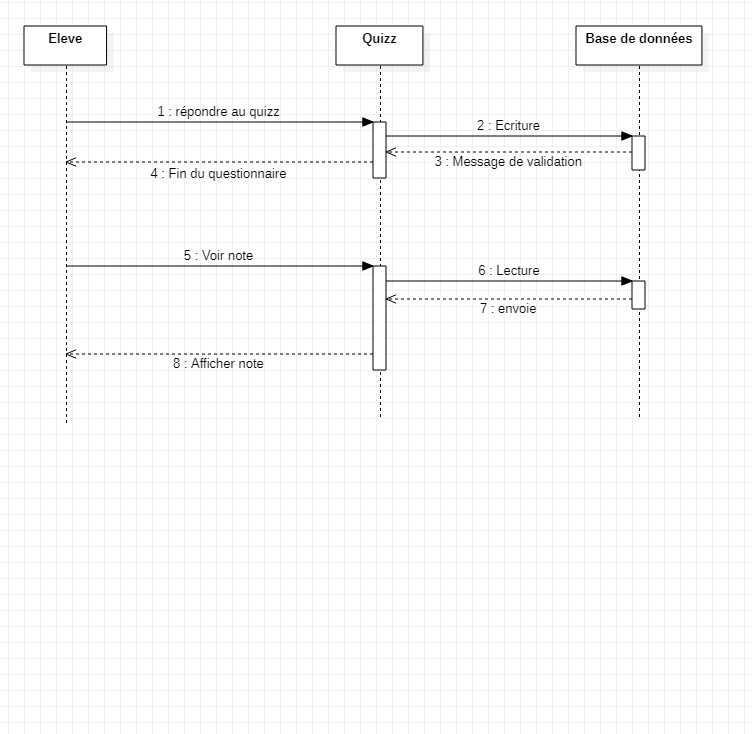 Eleve
Quizz
Base de données
1 : répondre au quizz
2 : Ecriture
3 : Message de validation
4 : Fin du questionnaire
5 : Voir note
6 : Lecture
7 : envoie
8 : Afficher note